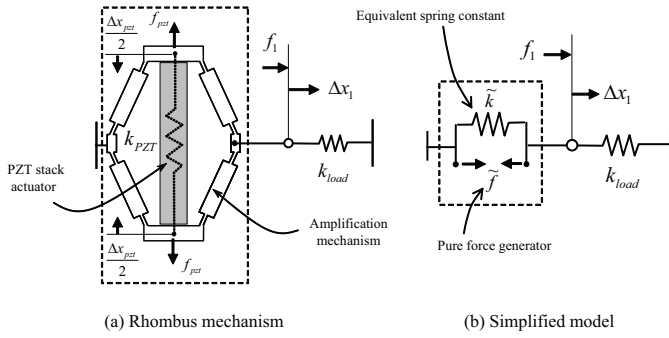 Δx_pzt
2
f_pzt
k_PZT
PZT stack
actuator
Δx_pzt
2
f_pzt
Amplification
mechanism
f_1
Δx_1
k_load
(a) Rhombus mechanism
Equivalent spring constant
k̃
f̃
Pure force generator
f_1
Δx_1
k_load
(b) Simplified model